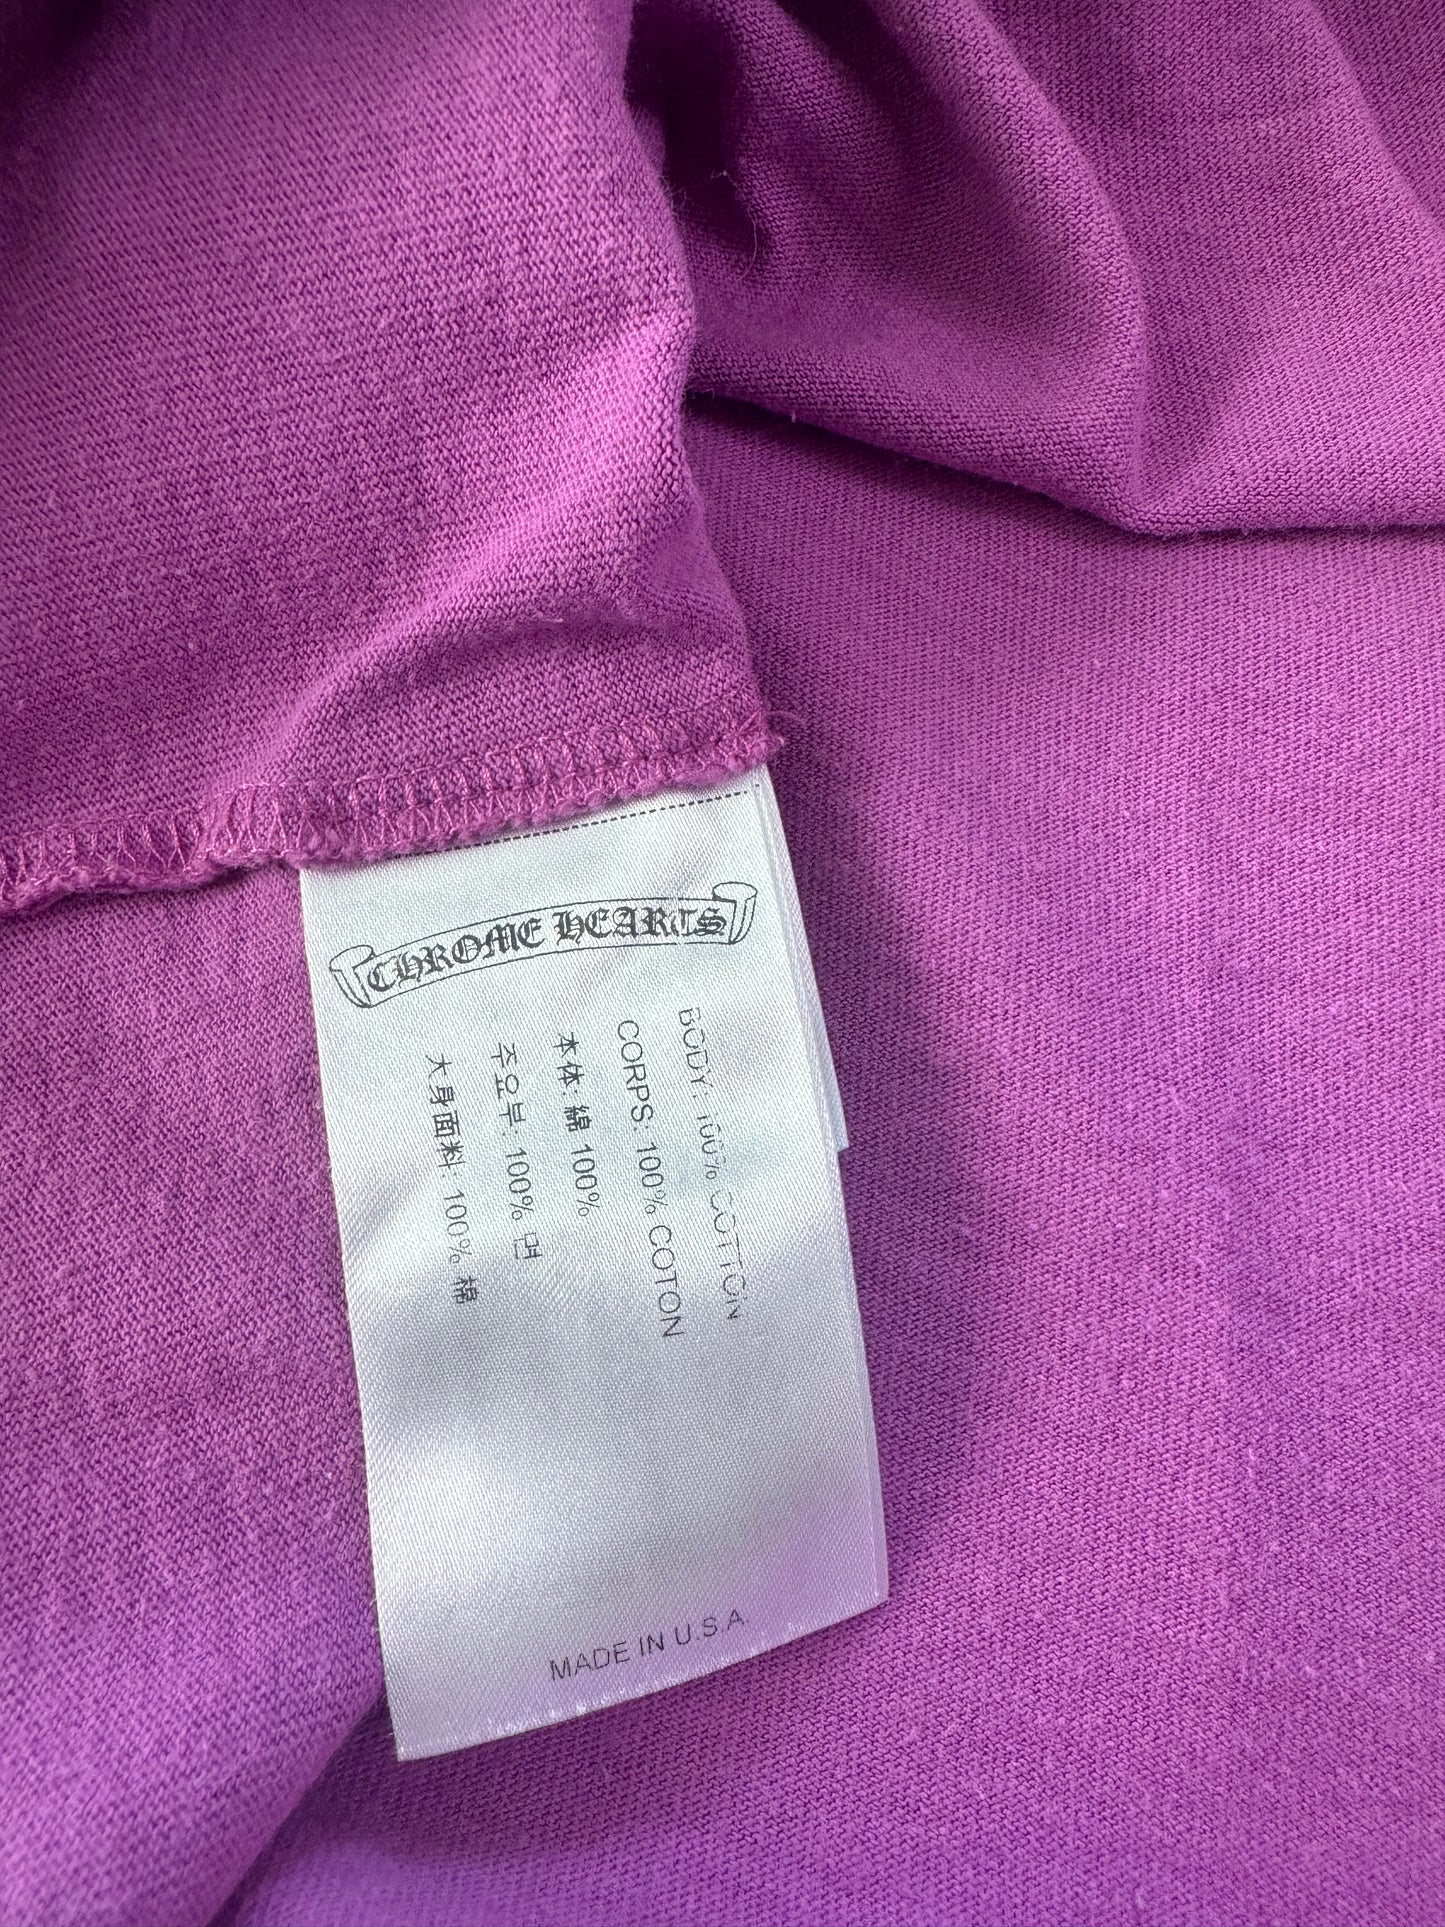 CHROME HEARTS
BODY: 100% COTTON
CORPS: 100% COTON
本体: 綿 100%
주요부: 100% 면
大身面料: 100% 棉
MADE IN U.S.A.